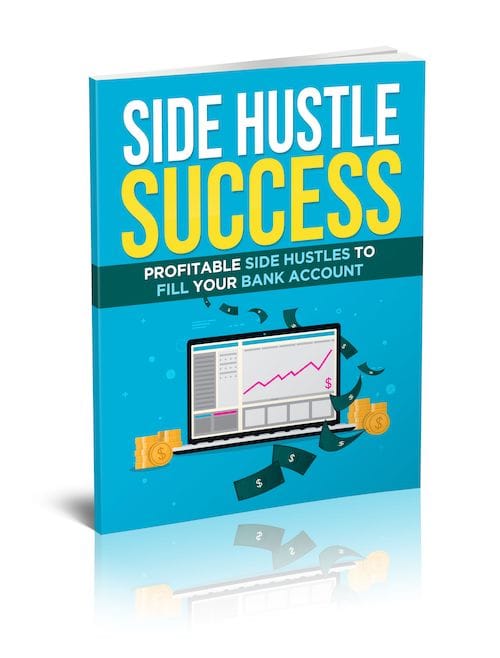 SIDE HUSTLE
SUCCESS
PROFITABLE SIDE HUSTLES TO
FILL YOUR BANK ACCOUNT
$
$
$
$
$
$
$